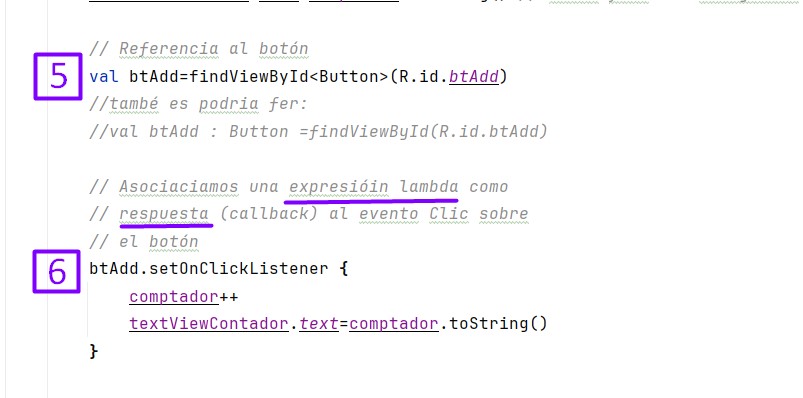 // Referencia al botón
5
val btAdd=findViewById<Button>(R.id.btAdd)
//també es podria fer:
//val btAdd : Button =findViewById(R.id.btAdd)
// Asociaciamos una expresióin lambda como
// respuesta (callback) al evento Clic sobre
// el botón
6
btAdd.setOnClickListener {
comptador++
textViewContador.text=comptador.toString()
}